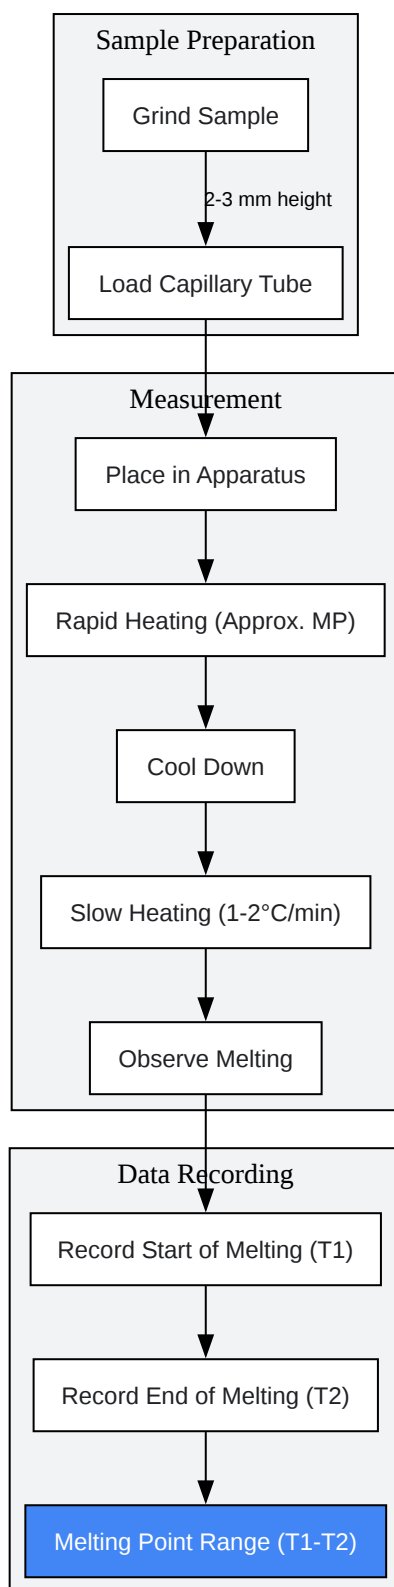 Sample Preparation
Grind Sample
2-3 mm height
Load Capillary Tube
Measurement
Place in Apparatus
Rapid Heating (Approx. MP)
Cool Down
Slow Heating (1-2°C/min)
Observe Melting
Data Recording
Record Start of Melting (T1)
Record End of Melting (T2)
Melting Point Range (T1-T2)